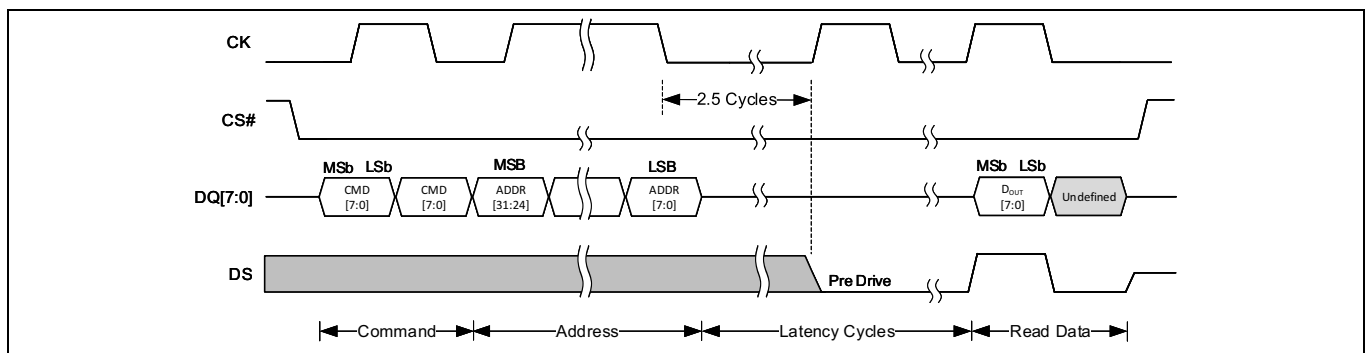 CK
2.5 Cycles
CS#
MSb LSb MSB LSB MSb LSb
DQ[7:0]
CMD [7:0]
CMD [7:0]
ADDR [31:24]
ADDR [7:0]
DOUT [7:0]
Undefined
DS
Pre Drive
Command Address Latency Cycles Read Data